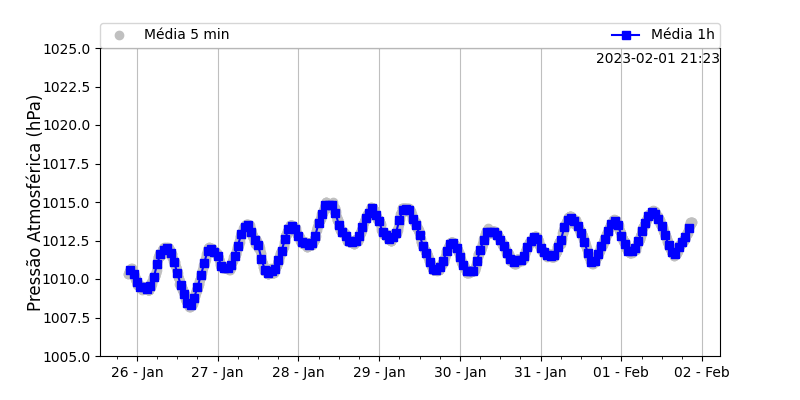 Média 5 min
Média 1h
2023-02-01 21:23
Pressão Atmosférica (hPa)
1025.0
1022.5
1020.0
1017.5
1015.0
1012.5
1010.0
1007.5
1005.0
26 - Jan
27 - Jan
28 - Jan
29 - Jan
30 - Jan
31 - Jan
01 - Feb
02 - Feb